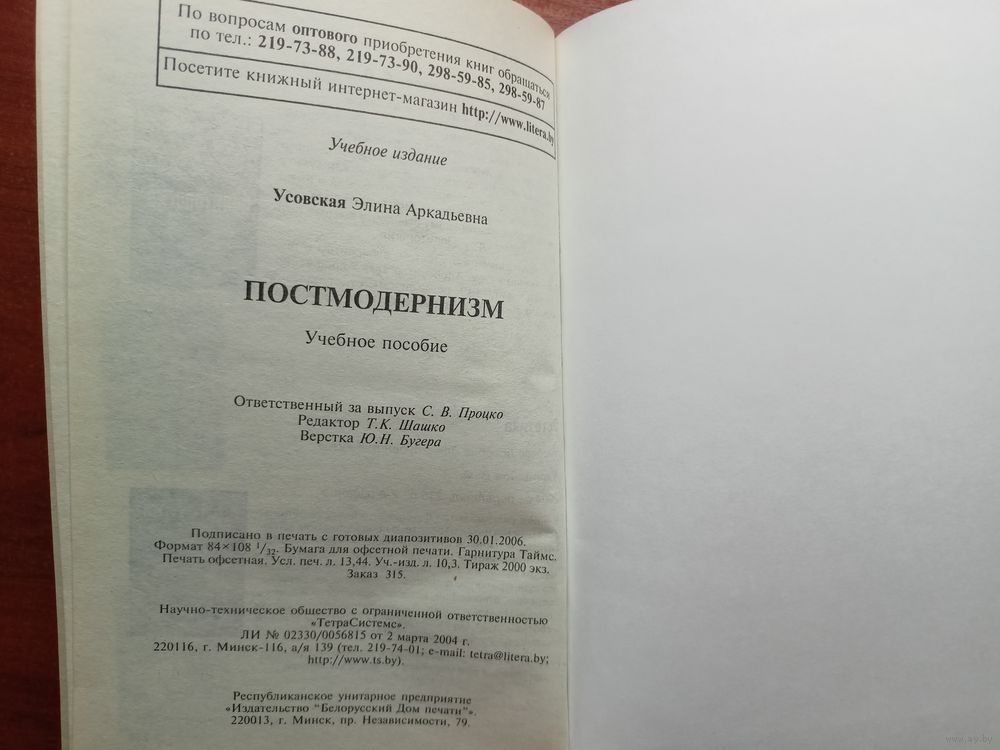 По вопросам оптового приобретения книг обращаться
по тел.: 219-73-88, 219-73-90, 298-59-85, 298-59-87
Посетите книжный интернет-магазин http://www.litera.by
Учебное издание
Усовская Элина Аркадьевна
ПОСТМОДЕРНИЗМ
Учебное пособие
Ответственный за выпуск С. В. Процко
Редактор Т.К. Шашко
Верстка Ю.Н. Бугера
Подписано в печать с готовых диапозитивов 30.01.2006.
Формат 84×108 1/32. Бумага для офсетной печати. Гарнитура Таймс.
Печать офсетная. Усл. печ. л. 13,44. Уч.-изд. л. 10,3. Тираж 2000 экз.
Заказ 315.
Научно-техническое общество с ограниченной ответственностью
«ТетраСистемс».
ЛИ № 02330/0056815 от 2 марта 2004 г.
220116, г. Минск-116, а/я 139 (тел. 219-74-01; e-mail: tetra@litera.by;
http://www.ts.by).
Республиканское унитарное предприятие
«Издательство "Белорусский Дом печати"».
220013, г. Минск, пр. Независимости, 79.
www.ay.by